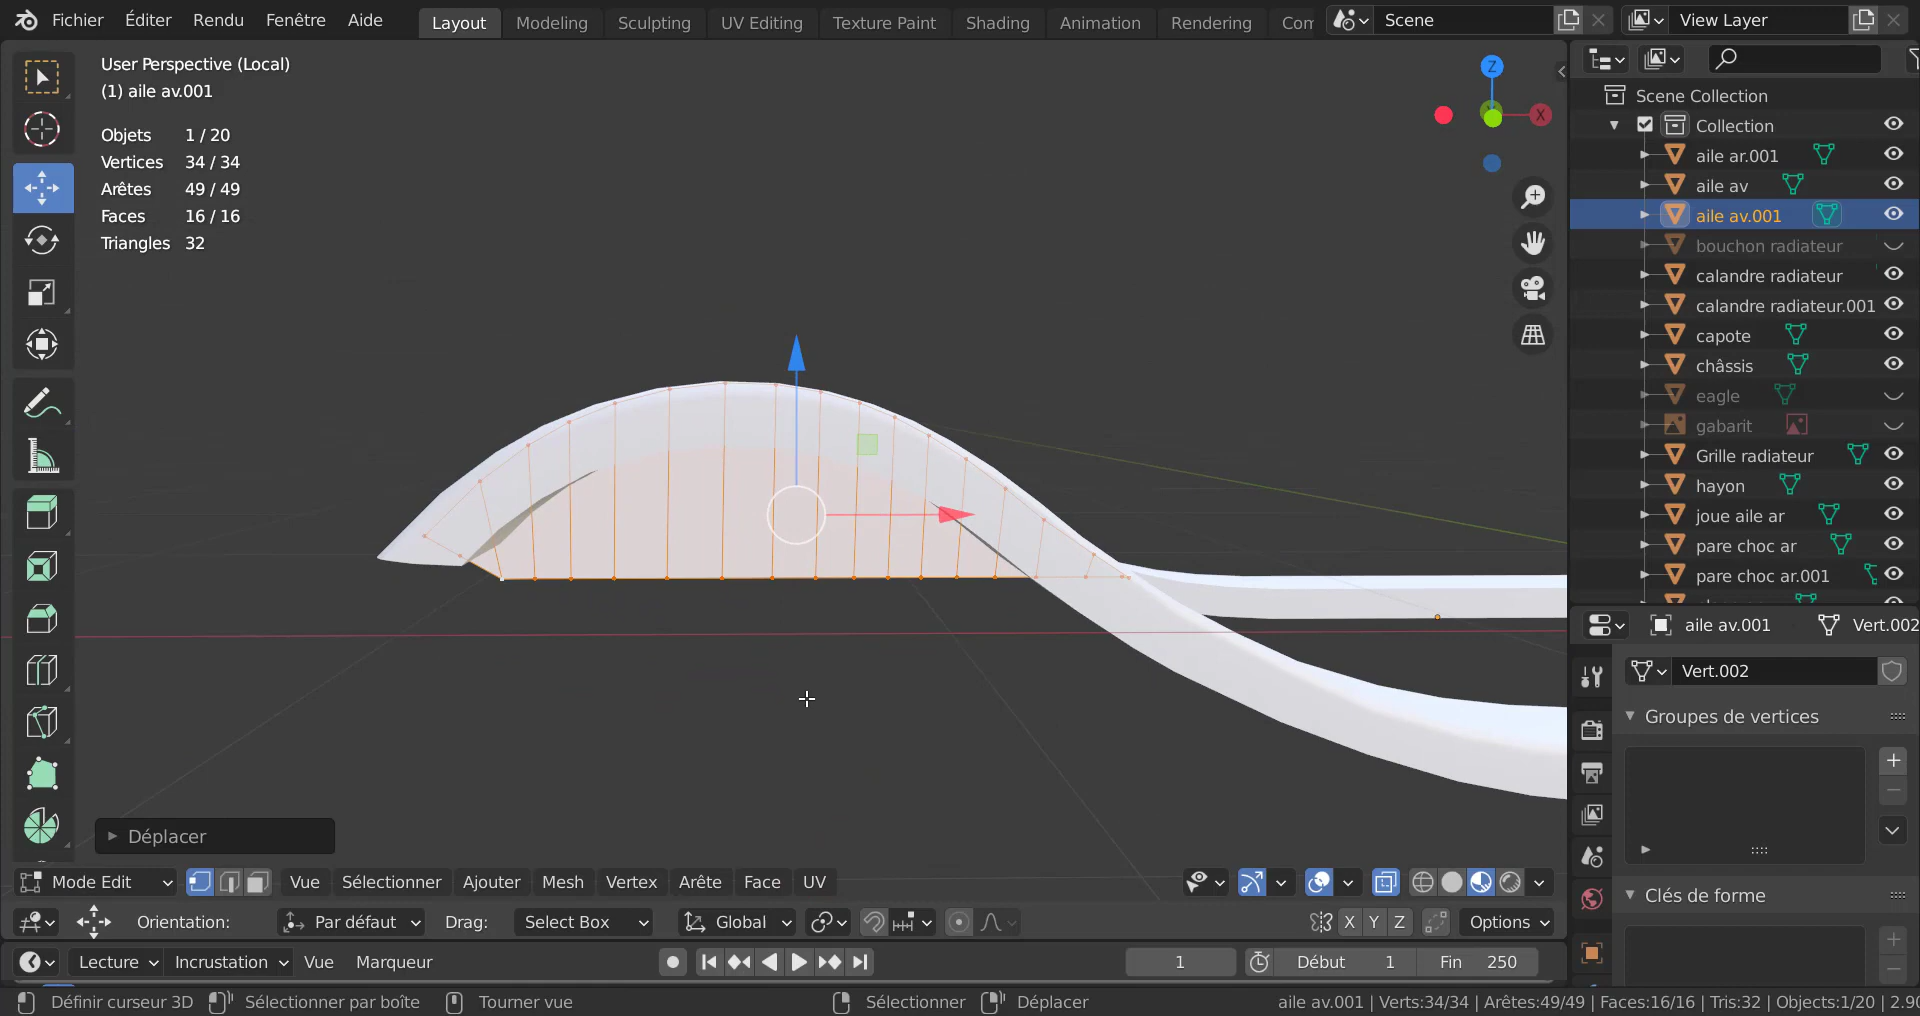 Fichier Éditer Rendu Fenêtre Aide Layout Modeling Sculpting UV Editing Texture Paint Shading Animation Rendering Com Scene View Layer
User Perspective (Local)
(1) aile av.001
Objets 1 / 20
Vertices 34 / 34
Arêtes 49 / 49
Faces 16 / 16
Triangles 32
Z
X
Scene Collection
Collection
aile ar.001
aile av
aile av.001
bouchon radiateur
calandre radiateur
calandre radiateur.001
capote
châssis
eagle
gabarit
Grille radiateur
hayon
joue aile ar
pare choc ar
pare choc ar.001
aile av.001 Vert.002
Vert.002
Groupes de vertices
Clés de forme
Déplacer
Mode Edit Vue Sélectionner Ajouter Mesh Vertex Arête Face UV
Orientation: Par défaut Drag: Select Box Global X Y Z Options
Lecture Incrustation Vue Marqueur 1 Début 1 Fin 250
Définir curseur 3D Sélectionner par boîte Tourner vue Sélectionner Déplacer aile av.001 | Verts:34/34 | Arêtes:49/49 | Faces:16/16 | Tris:32 | Objects:1/20 | 2.90